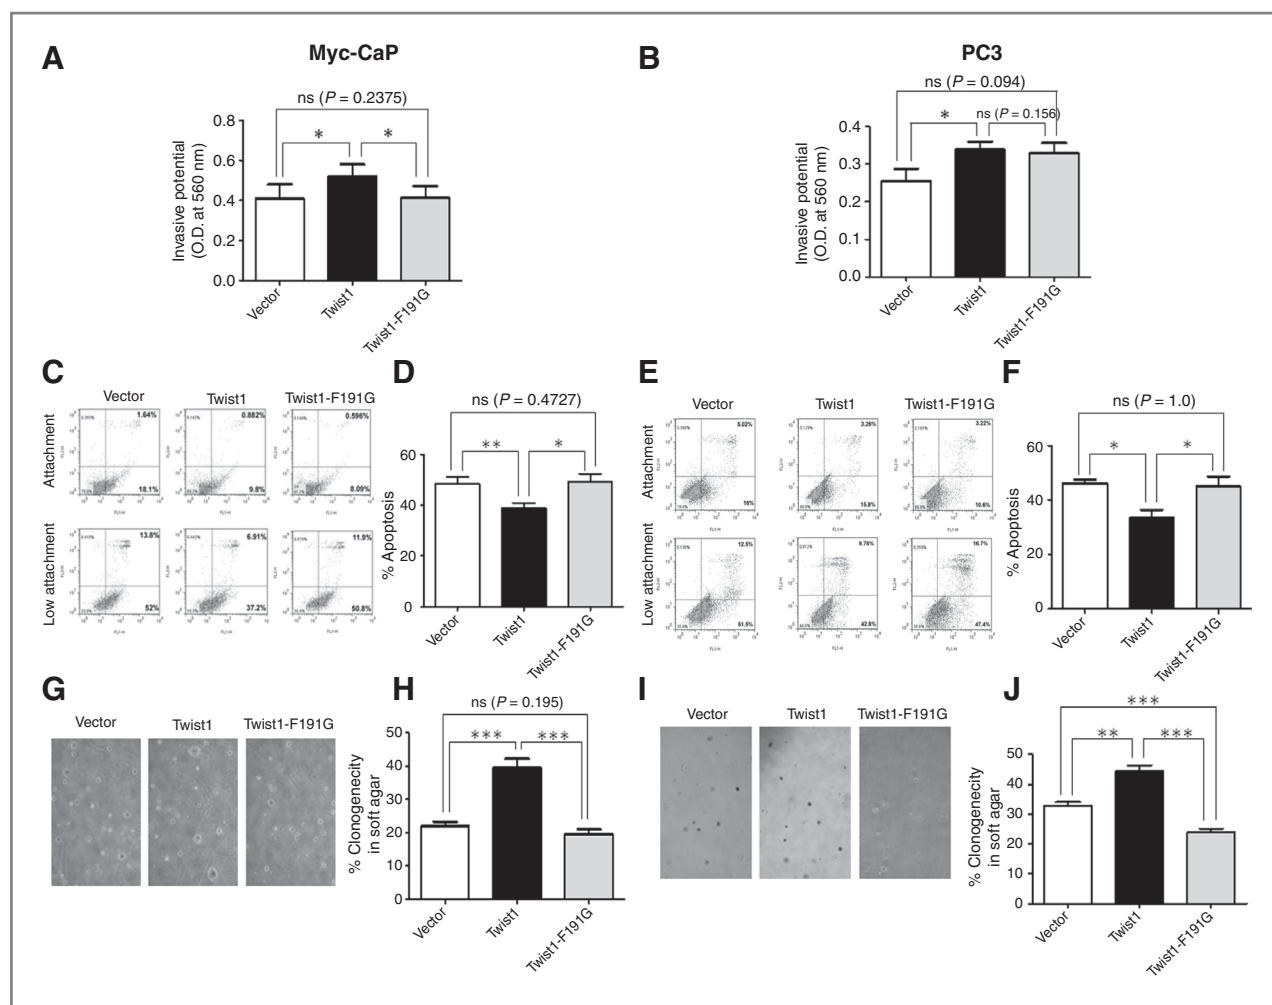 A
Myc-CaP
ns (P = 0.2375)
*
*
0.8
0.6
0.4
0.2
0.0
Invasive potential
(O.D. at 560 nm)
Vector
Twist1
Twist1-F191G
B
PC3
ns (P = 0.094)
*
ns (P = 0.156)
0.4
0.3
0.2
0.1
0.0
Invasive potential
(O.D. at 560 nm)
Vector
Twist1
Twist1-F191G
C
Vector
Twist1
Twist1-F191G
Attachment
1.64%
18.1%
0.882%
9.8%
0.596%
8.09%
Low attachment
13.8%
52%
6.91%
37.2%
11.9%
50.8%
D
ns (P = 0.4727)
**
*
60
40
20
0
% Apoptosis
Vector
Twist1
Twist1-F191G
E
Vector
Twist1
Twist1-F191G
Attachment
5.02%
16%
3.26%
15.8%
3.22%
10.6%
Low attachment
12.5%
51.5%
9.78%
42.8%
16.7%
47.4%
F
ns (P = 1.0)
*
*
60
40
20
0
% Apoptosis
Vector
Twist1
Twist1-F191G
G
Vector
Twist1
Twist1-F191G
H
ns (P = 0.195)
***
***
50
40
30
20
10
0
% Clonogenecity
in soft agar
Vector
Twist1
Twist1-F191G
I
Vector
Twist1
Twist1-F191G
J
***
**
***
50
40
30
20
10
0
% Clonogenecity
in soft agar
Vector
Twist1
Twist1-F191G